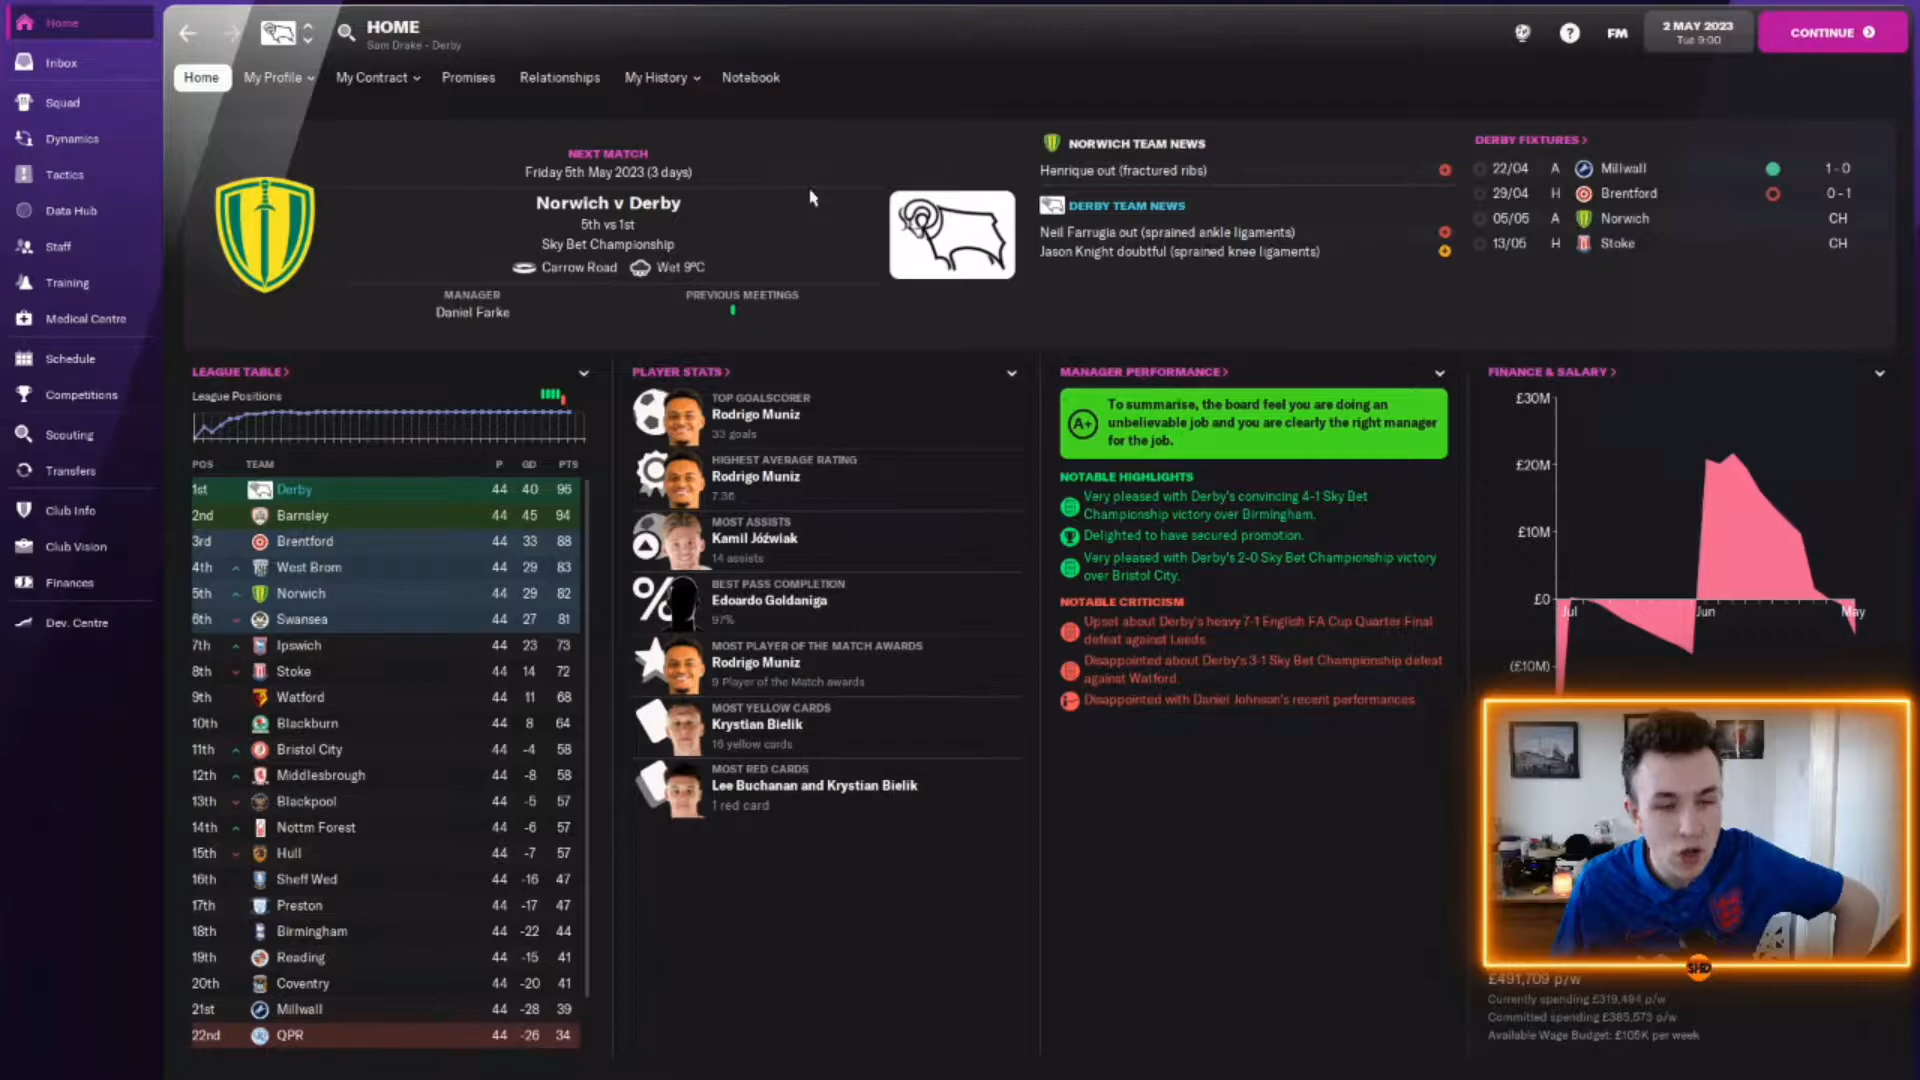 Home
Inbox
Squad
Dynamics
Tactics
Data Hub
Staff
Training
Medical Centre
Schedule
Competitions
Scouting
Transfers
Club Info
Club Vision
Finances
Dev. Centre
HOME
Sam Drake - Derby
? FM
2 MAY 2023
Tue 9:00
CONTINUE
Home My Profile My Contract Promises Relationships My History Notebook
NEXT MATCH
Friday 5th May 2023 (3 days)
Norwich v Derby
5th vs 1st
Sky Bet Championship
Carrow Road Wet 9°C
MANAGER
Daniel Farke
PREVIOUS MEETINGS
NORWICH TEAM NEWS
Henrique out (fractured ribs)
DERBY TEAM NEWS
Neil Farrugia out (sprained ankle ligaments)
Jason Knight doubtful (sprained knee ligaments)
DERBY FIXTURES >
22/04 A Millwall 1 - 0
29/04 H Brentford 0 - 1
05/05 A Norwich CH
13/05 H Stoke CH
LEAGUE TABLE >
League Positions
POS TEAM P GD PTS
1st Derby 44 40 95
2nd Barnsley 44 45 94
3rd Brentford 44 33 88
4th West Brom 44 29 83
5th Norwich 44 29 82
6th Swansea 44 27 81
7th Ipswich 44 23 73
8th Stoke 44 14 72
9th Watford 44 11 68
10th Blackburn 44 8 64
11th Bristol City 44 -4 58
12th Middlesbrough 44 -8 58
13th Blackpool 44 -5 57
14th Nottm Forest 44 -6 57
15th Hull 44 -7 57
16th Sheff Wed 44 -16 47
17th Preston 44 -17 47
18th Birmingham 44 -22 44
19th Reading 44 -15 41
20th Coventry 44 -20 41
21st Millwall 44 -28 39
22nd QPR 44 -26 34
PLAYER STATS >
TOP GOALSCORER
Rodrigo Muniz
33 goals
HIGHEST AVERAGE RATING
Rodrigo Muniz
7.36
MOST ASSISTS
Kamil Jóźwiak
14 assists
BEST PASS COMPLETION
Edoardo Goldaniga
97%
MOST PLAYER OF THE MATCH AWARDS
Rodrigo Muniz
9 Player of the Match awards
MOST YELLOW CARDS
Krystian Bielik
16 yellow cards
MOST RED CARDS
Lee Buchanan and Krystian Bielik
1 red card
MANAGER PERFORMANCE >
A+
To summarise, the board feel you are doing an
unbelievable job and you are clearly the right manager
for the job.
NOTABLE HIGHLIGHTS
Very pleased with Derby's convincing 4-1 Sky Bet
Championship victory over Birmingham.
Delighted to have secured promotion.
Very pleased with Derby's 2-0 Sky Bet Championship victory
over Bristol City.
NOTABLE CRITICISM
Upset about Derby's heavy 7-1 English FA Cup Quarter Final
defeat against Leeds.
Disappointed about Derby's 3-1 Sky Bet Championship defeat
against Watford.
Disappointed with Daniel Johnson's recent performances.
FINANCE & SALARY >
£30M
£20M
£10M
£0
(£10M)
Jul Jun May
SHD
£491,709 p/w
Currently spending £319,494 p/w
Committed spending £385,573 p/w
Available Wage Budget: £105K per week